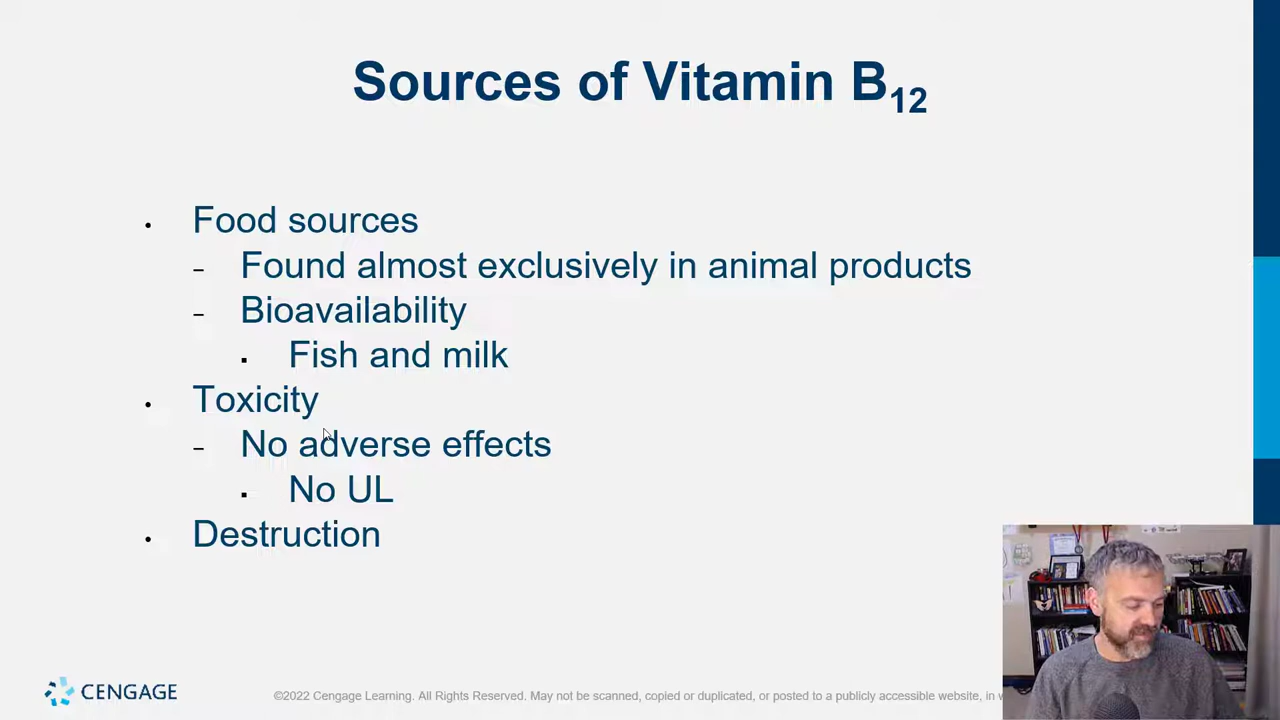 Sources of Vitamin B12
• Food sources
– Found almost exclusively in animal products
– Bioavailability
▪ Fish and milk
• Toxicity
– No adverse effects
▪ No UL
• Destruction
CENGAGE
©2022 Cengage Learning. All Rights Reserved. May not be scanned, copied or duplicated, or posted to a publicly accessible website, in w